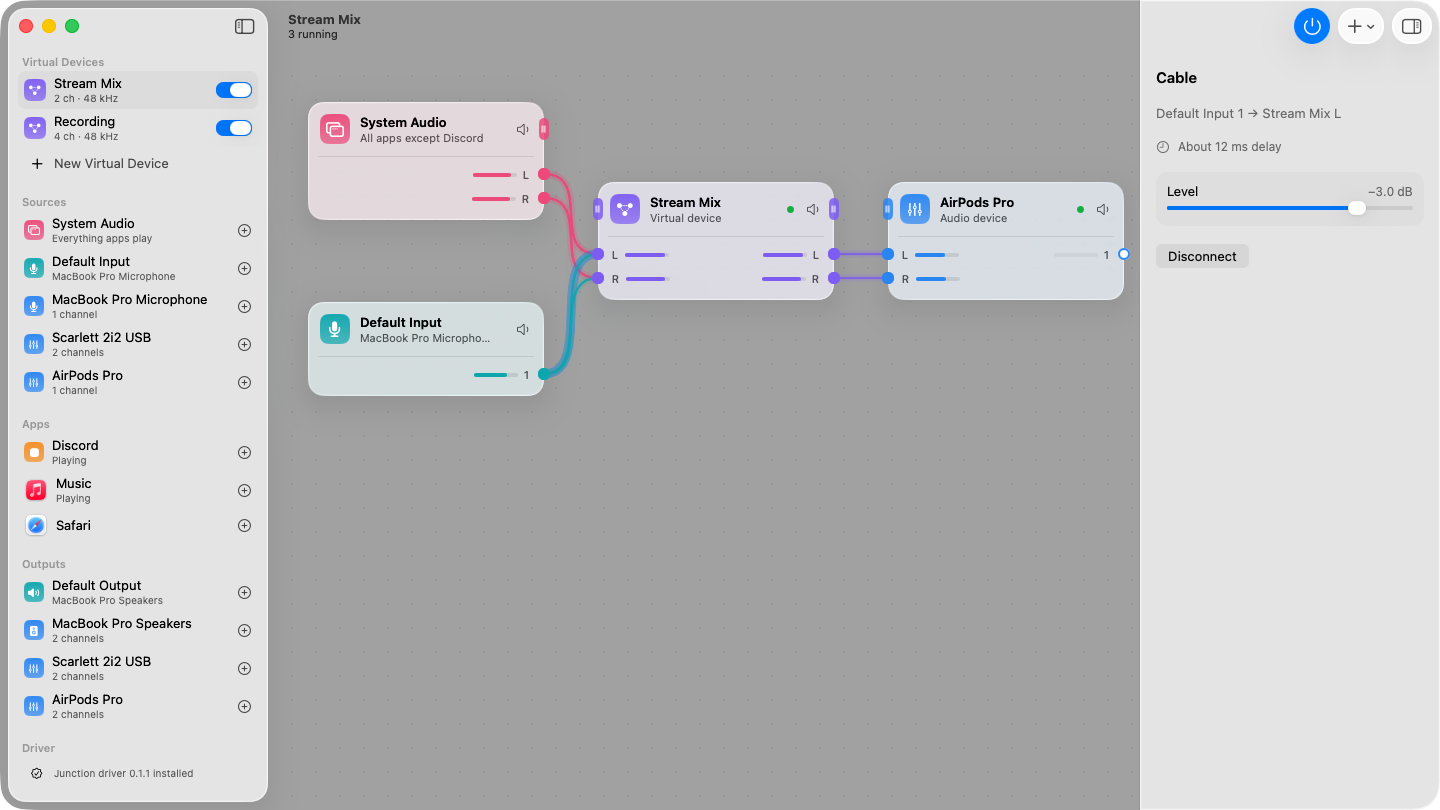 Stream Mix
3 running
Virtual Devices
Stream Mix
2 ch · 48 kHz
Recording
4 ch · 48 kHz
New Virtual Device
Sources
System Audio
Everything apps play
Default Input
MacBook Pro Microphone
MacBook Pro Microphone
1 channel
Scarlett 2i2 USB
2 channels
AirPods Pro
1 channel
Apps
Discord
Playing
Music
Playing
Safari
Outputs
Default Output
MacBook Pro Speakers
MacBook Pro Speakers
2 channels
Scarlett 2i2 USB
2 channels
AirPods Pro
2 channels
Driver
Junction driver 0.1.1 installed
System Audio
All apps except Discord
L
R
Default Input
MacBook Pro Micropho...
1
Stream Mix
Virtual device
L L
R R
AirPods Pro
Audio device
L 1
R
Cable
Default Input 1 → Stream Mix L
About 12 ms delay
Level −3.0 dB
Disconnect